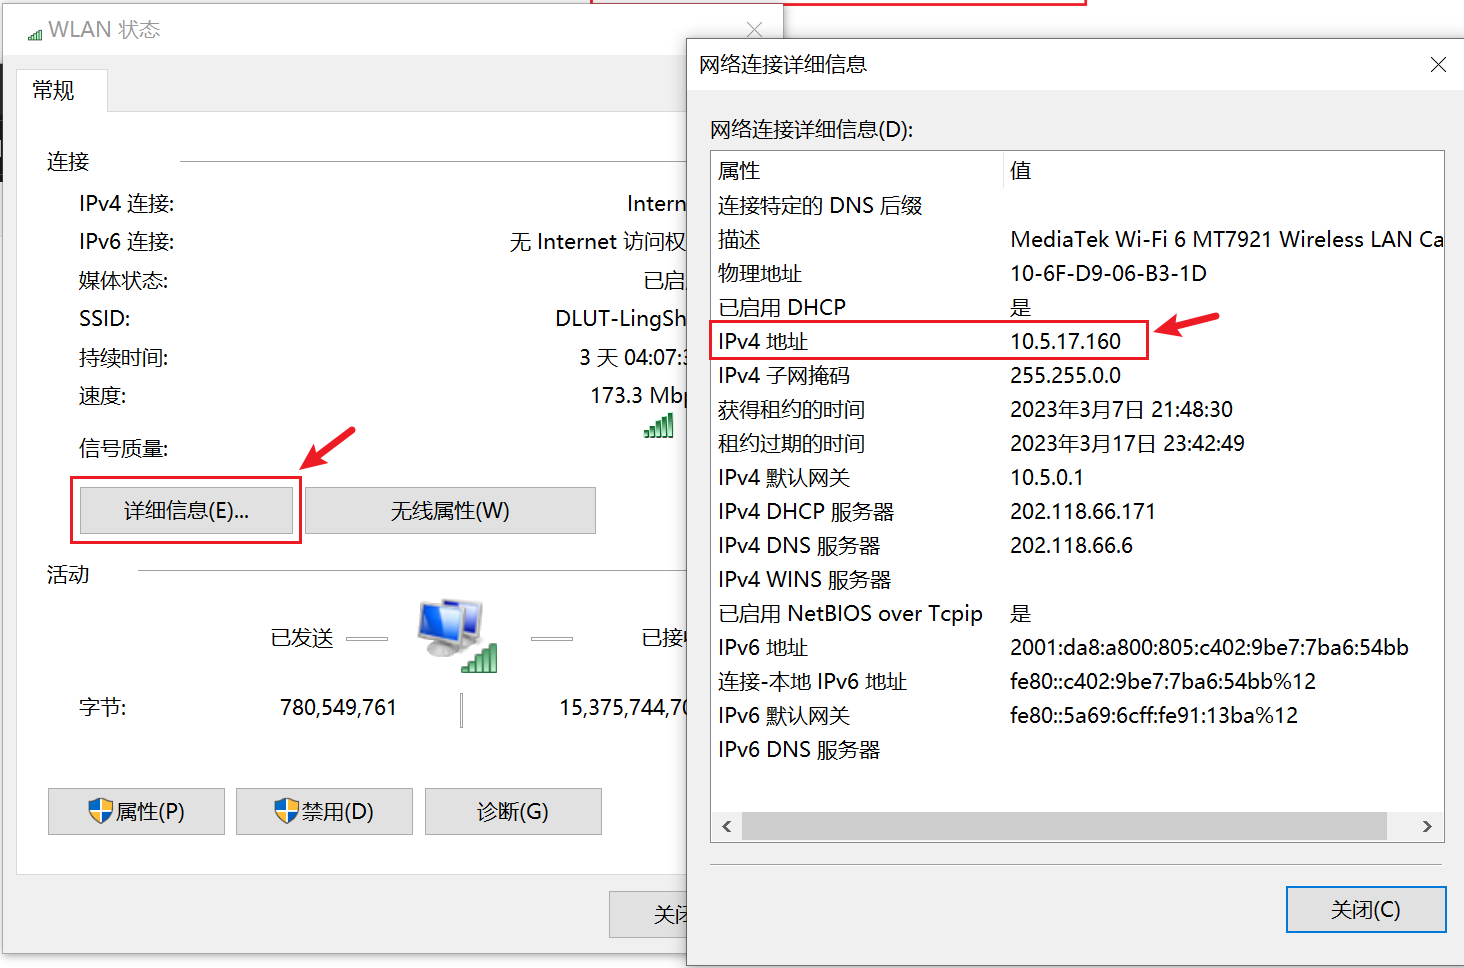 WLAN 状态
常规
连接
IPv4 连接:
Intern
IPv6 连接:
无 Internet 访问权
媒体状态:
已启
SSID:
DLUT-LingSh
持续时间:
3 天 04:07:3
速度:
173.3 Mbp
信号质量:
详细信息(E)...
无线属性(W)
活动
已发送
已接收
字节:
780,549,761
15,375,744,70
属性(P)
禁用(D)
诊断(G)
关闭
网络连接详细信息
网络连接详细信息(D):
属性 值
连接特定的 DNS 后缀
描述 MediaTek Wi-Fi 6 MT7921 Wireless LAN Ca
物理地址 10-6F-D9-06-B3-1D
已启用 DHCP 是
IPv4 地址 10.5.17.160
IPv4 子网掩码 255.255.0.0
获得租约的时间 2023年3月7日 21:48:30
租约过期的时间 2023年3月17日 23:42:49
IPv4 默认网关 10.5.0.1
IPv4 DHCP 服务器 202.118.66.171
IPv4 DNS 服务器 202.118.66.6
IPv4 WINS 服务器
已启用 NetBIOS over Tcpip 是
IPv6 地址 2001:da8:a800:805:c402:9be7:7ba6:54bb
连接-本地 IPv6 地址 fe80::c402:9be7:7ba6:54bb%12
IPv6 默认网关 fe80::5a69:6cff:fe91:13ba%12
IPv6 DNS 服务器
关闭(C)